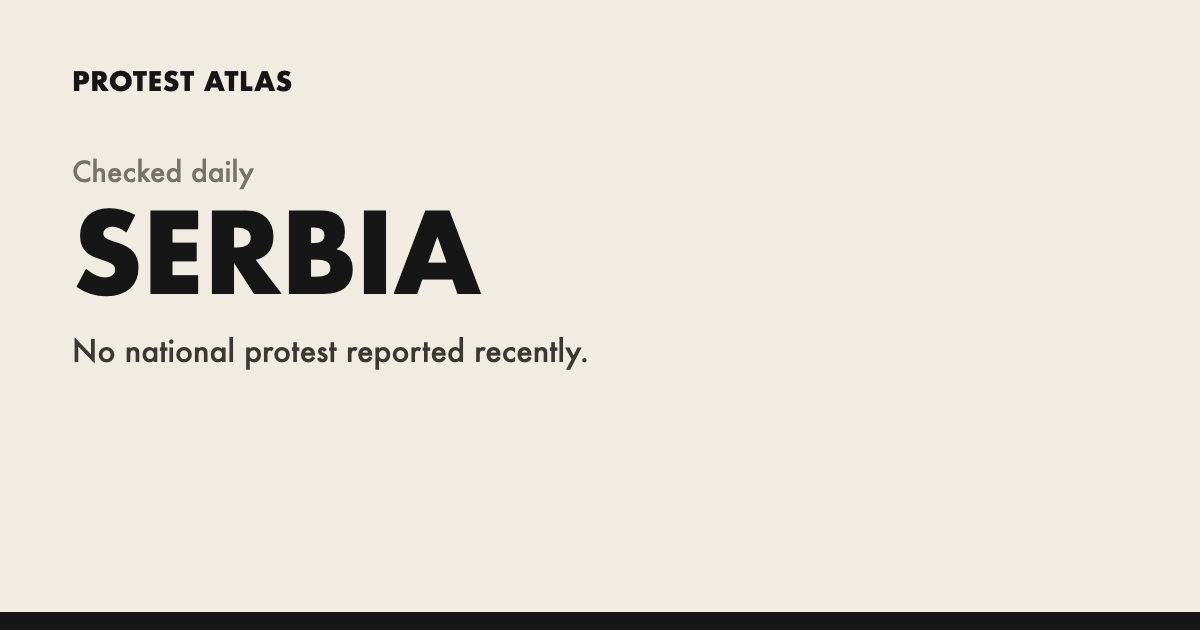 PROTEST ATLAS
Checked daily
SERBIA
No national protest reported recently.